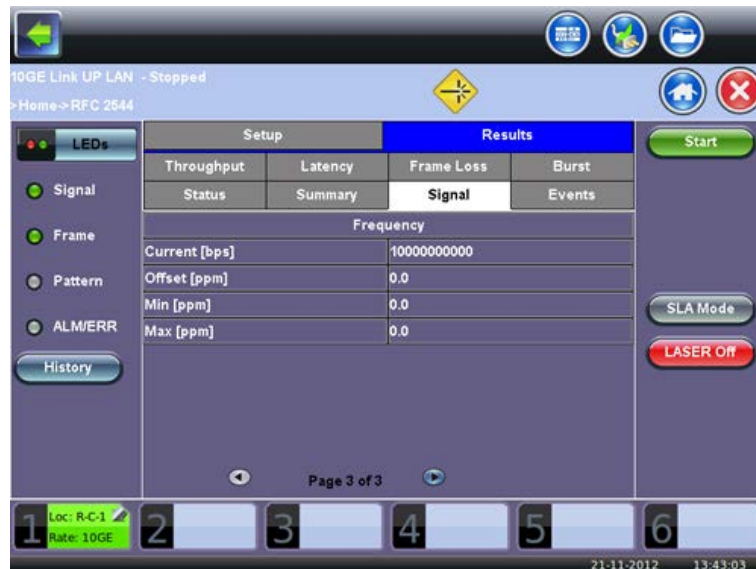 10GE Link UP LAN - Stopped
>Home->RFC 2544
LEDs
Signal
Frame
Pattern
ALM/ERR
History
Setup Results
Throughput Latency Frame Loss Burst
Status Summary Signal Events
Frequency
Current [bps] 10000000000
Offset [ppm] 0.0
Min [ppm] 0.0
Max [ppm] 0.0
Page 3 of 3
Start
SLA Mode
LASER Off
1 Loc: R-C-1 2 3 4 5 6
Rate: 10GE
21-11-2012 13:43:03